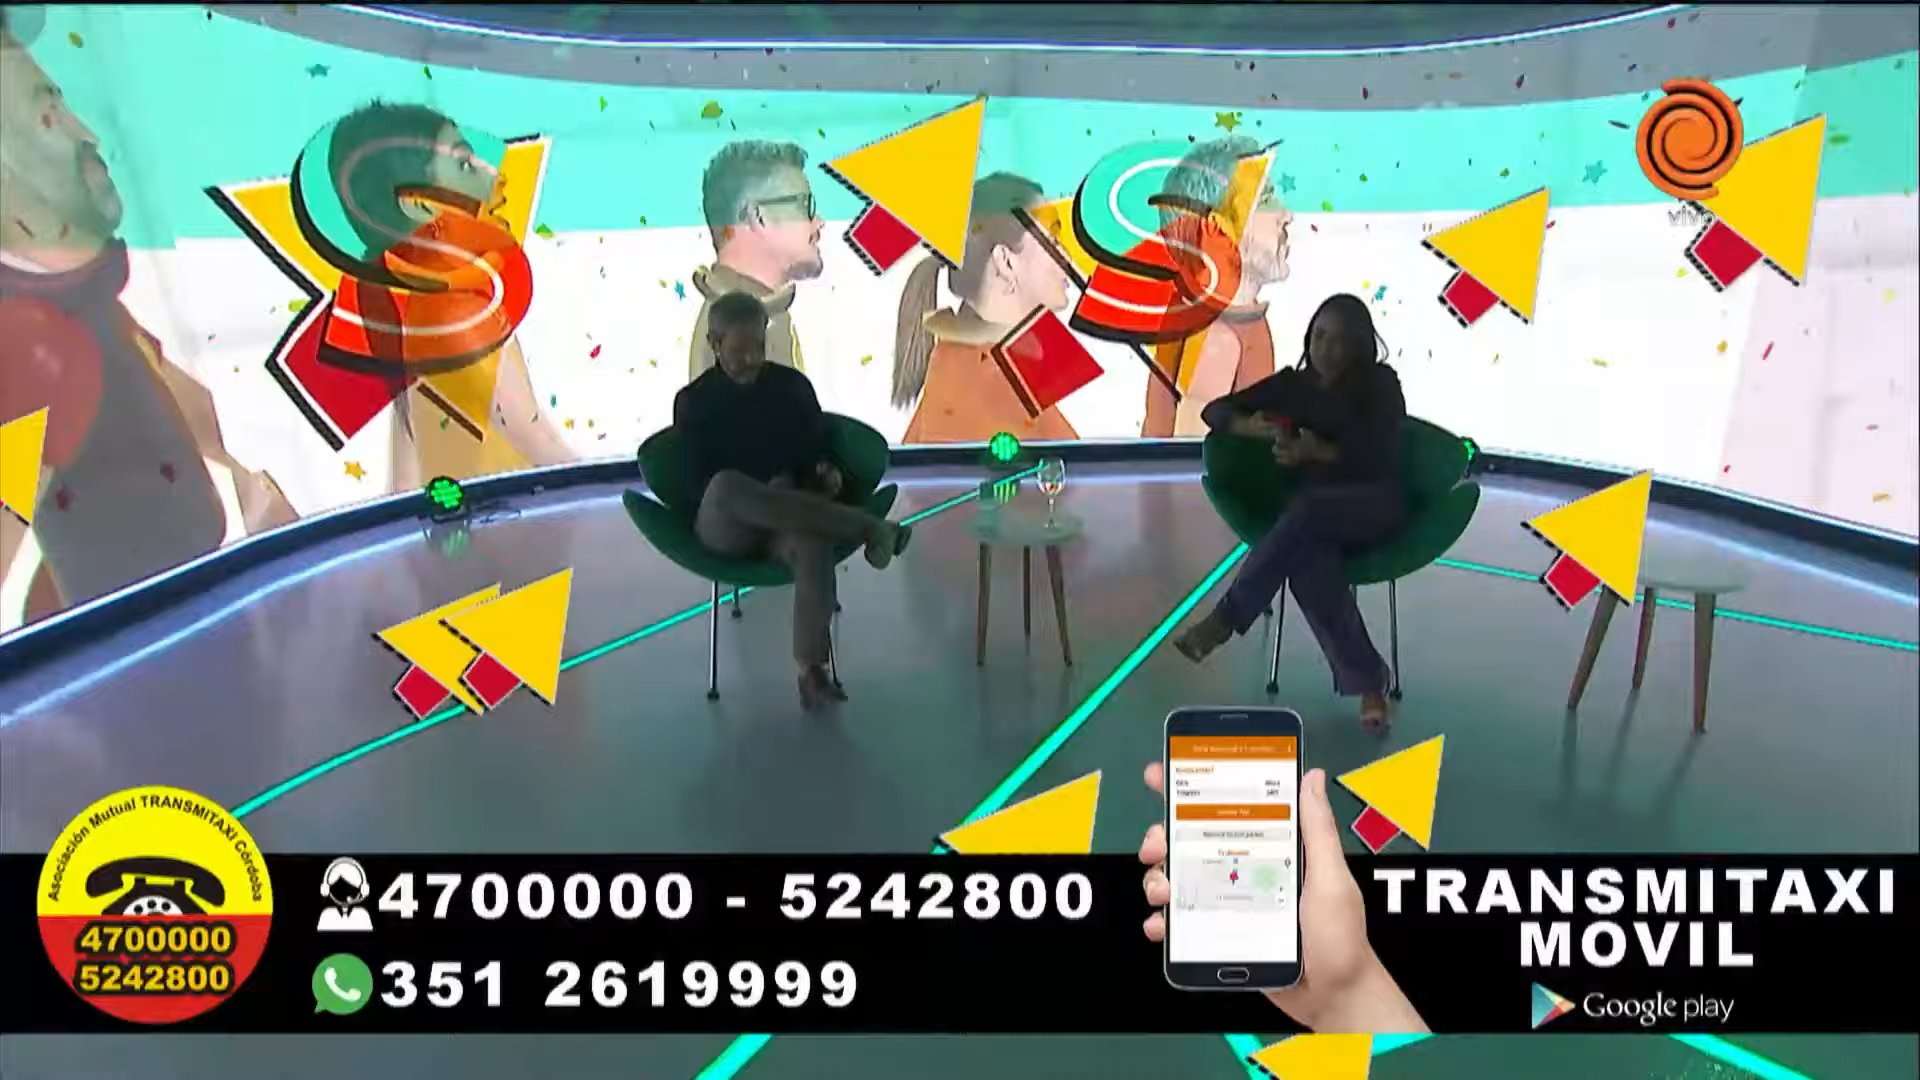 vivo
Asociación Mutual TRANSMITAXI Córdoba
4700000
5242800
4700000 - 5242800
351 2619999
TRANSMITAXI
MOVIL
Google play